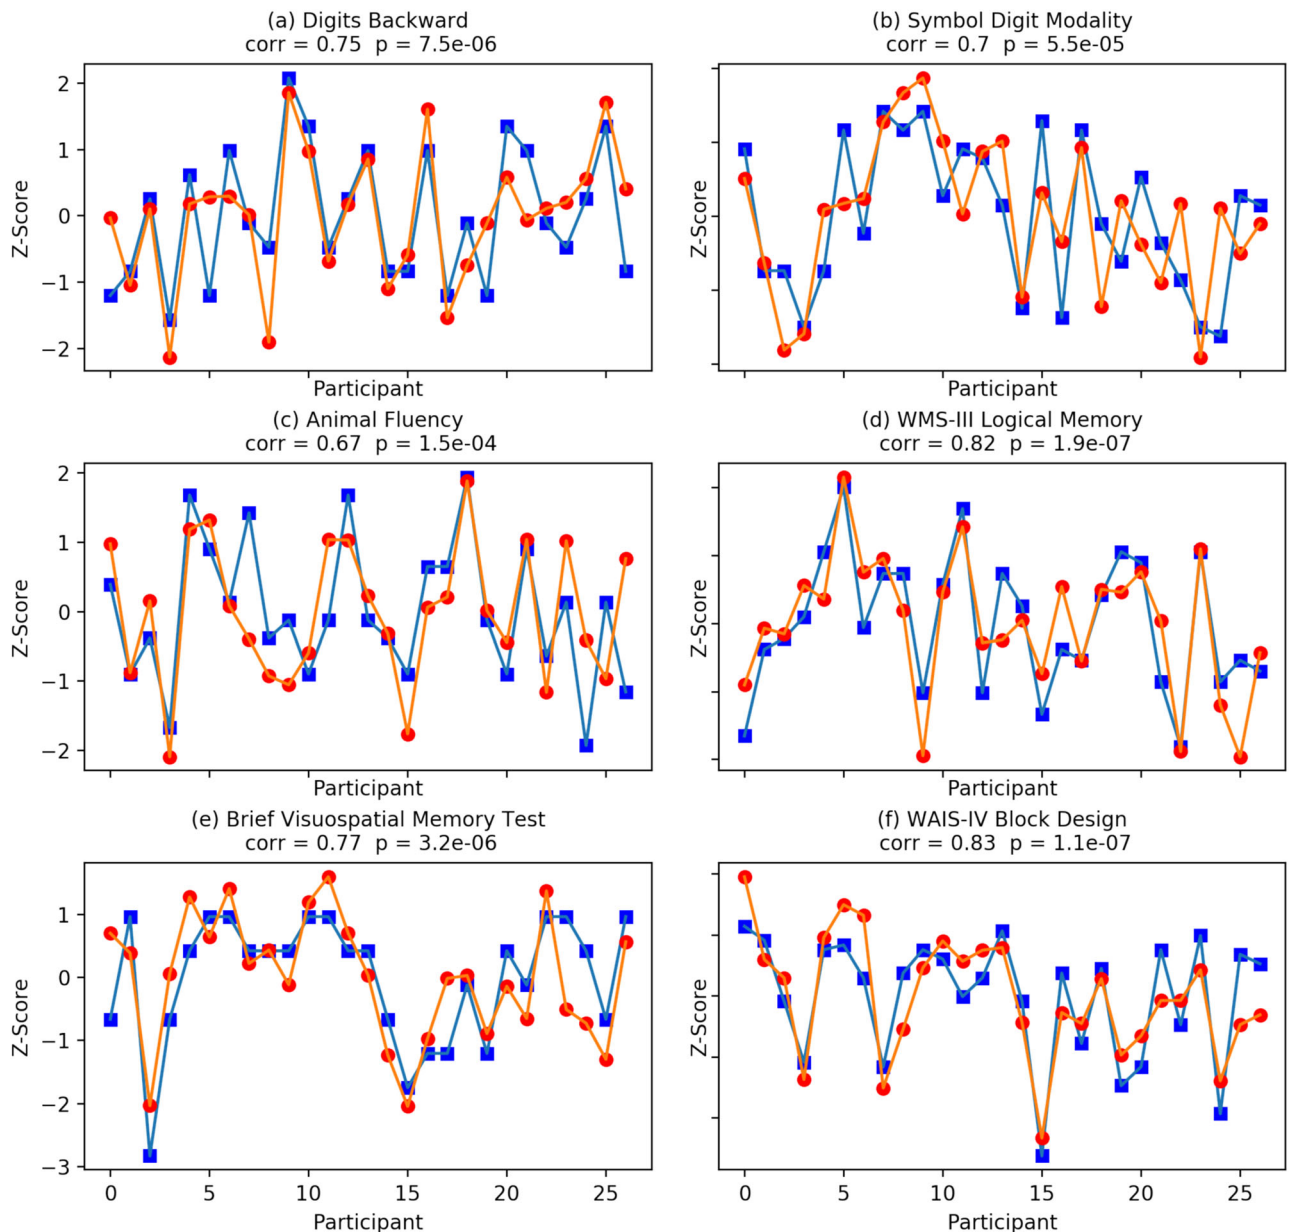 (a) Digits Backward
corr = 0.75 p = 7.5e-06
(b) Symbol Digit Modality
corr = 0.7 p = 5.5e-05
2
1
0
−1
−2
Z-Score
Z-Score
Participant
Participant
(c) Animal Fluency
corr = 0.67 p = 1.5e-04
(d) WMS-III Logical Memory
corr = 0.82 p = 1.9e-07
2
1
0
−1
−2
Z-Score
Z-Score
Participant
Participant
(e) Brief Visuospatial Memory Test
corr = 0.77 p = 3.2e-06
(f) WAIS-IV Block Design
corr = 0.83 p = 1.1e-07
1
0
−1
−2
−3
Z-Score
Z-Score
0 5 10 15 20 25
0 5 10 15 20 25
Participant
Participant